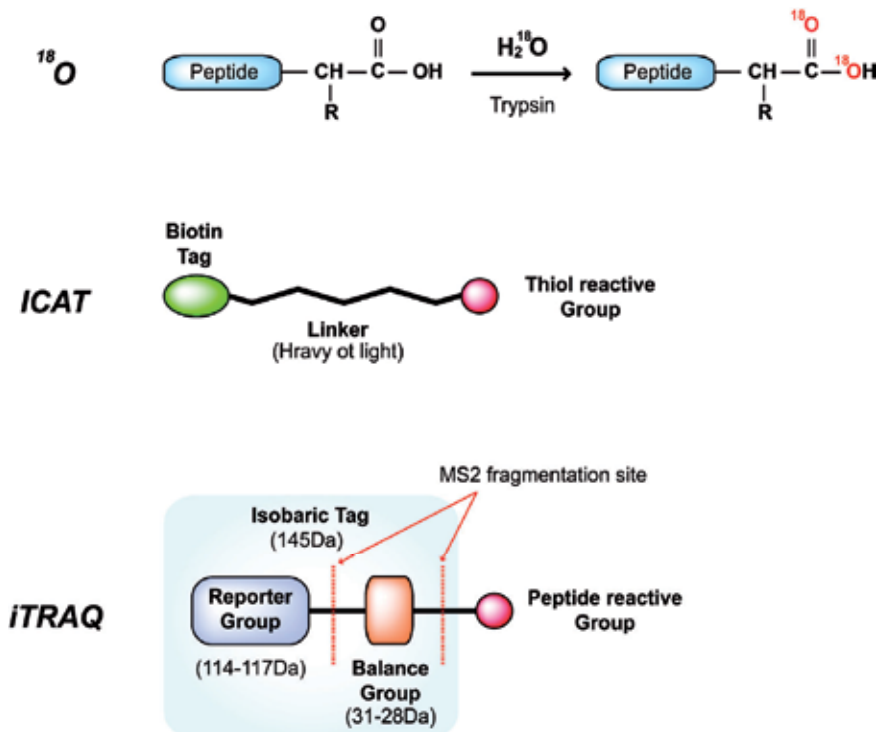 18O
Peptide
CH
C
O
OH
R
H218O
Trypsin
Peptide
CH
C
18O
18OH
R
ICAT
Biotin
Tag
Linker
(Hravy ot light)
Thiol reactive
Group
MS2 fragmentation site
Isobaric Tag
(145Da)
iTRAQ
Reporter
Group
(114-117Da)
Balance
Group
(31-28Da)
Peptide reactive
Group